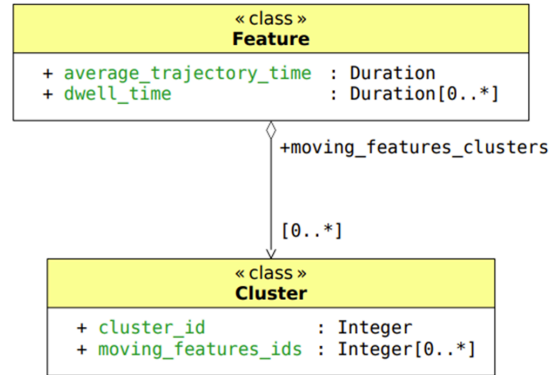 « class »
Feature
+ average_trajectory_time : Duration
+ dwell_time : Duration[0..*]
+moving_features_clusters
[0..*]
« class »
Cluster
+ cluster_id : Integer
+ moving_features_ids : Integer[0..*]